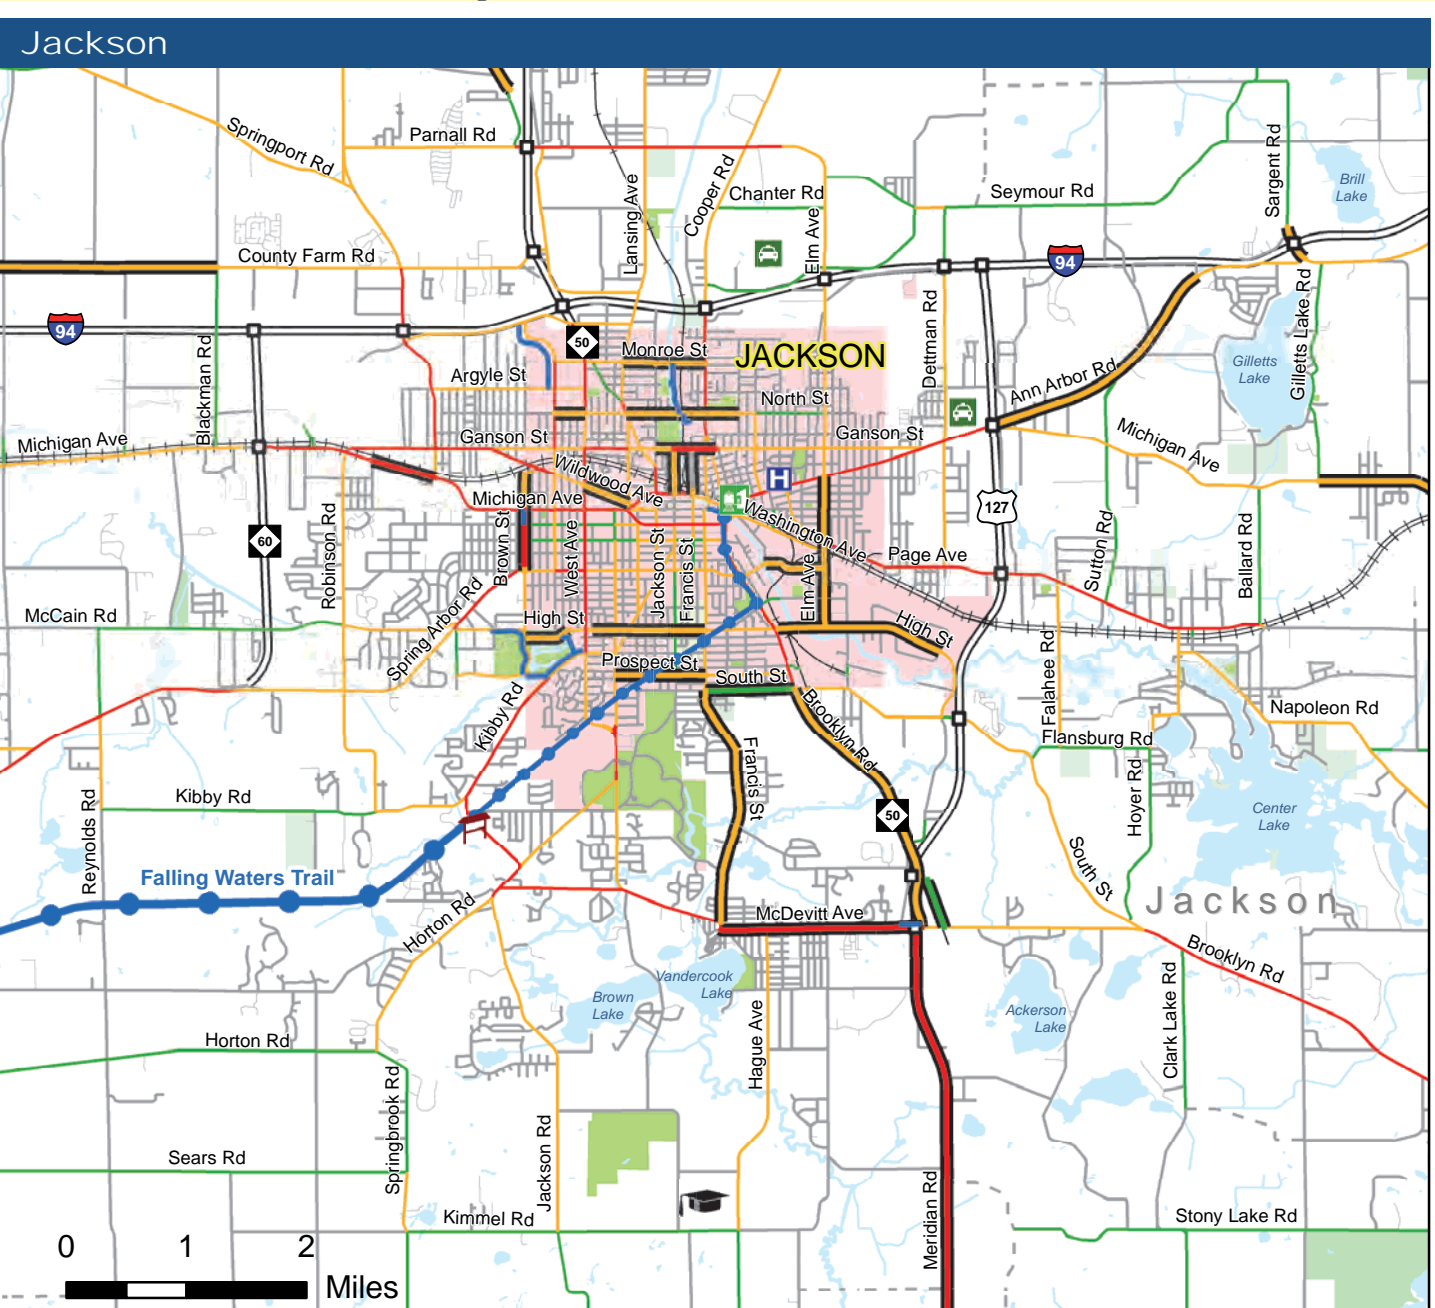 Jackson
Springport Rd
Parnall Rd
Lansing Ave
Cooper Rd
Chanter Rd
Elm Ave
Seymour Rd
Sargent Rd
Brill
Lake
County Farm Rd
94
94
50
Monroe St
JACKSON
Dettman Rd
Ann Arbor Rd
Gilletts
Lake
Gilletts Lake Rd
Blackman Rd
Argyle St
North St
Michigan Ave
Ganson St
Ganson St
Michigan Ave
Wildwood Ave
H
Michigan Ave
Washington Ave
127
60
Robinson Rd
Brown St
West Ave
Jackson St
Francis St
Elm Ave
Page Ave
Sutton Rd
Ballard Rd
McCain Rd
Spring Arbor Rd
High St
High St
Falahee Rd
Prospect St
South St
Kibby Rd
Brooklyn Rd
Napoleon Rd
Flansburg Rd
Francis St
Hoyer Rd
Kibby Rd
Reynolds Rd
50
Center
Lake
South St
Falling Waters Trail
Jackson
Horton Rd
McDevitt Ave
Brooklyn Rd
Vandercook
Lake
Brown
Lake
Ackerson
Lake
Clark Lake Rd
Hague Ave
Horton Rd
Springbrook Rd
Jackson Rd
Sears Rd
Meridian Rd
Kimmel Rd
Stony Lake Rd
0 1 2
Miles